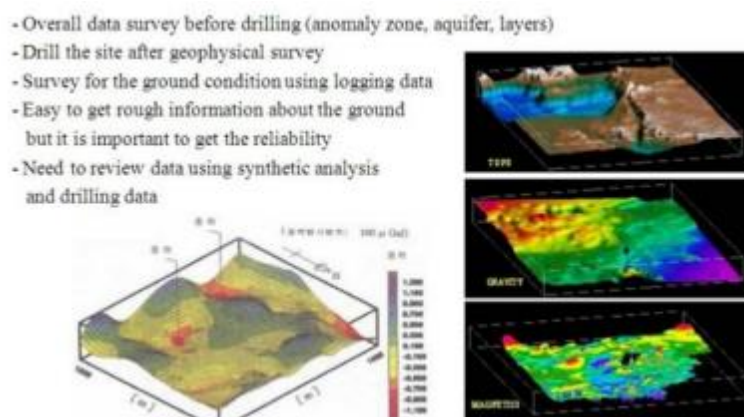 - Overall data survey before drilling (anomaly zone, aquifer, layers)
- Drill the site after geophysical survey
- Survey for the ground condition using logging data
- Easy to get rough information about the ground
but it is important to get the reliability
- Need to review data using synthetic analysis
and drilling data
TOPO
GRAVITY
MAGNETICS
[m]
[m]